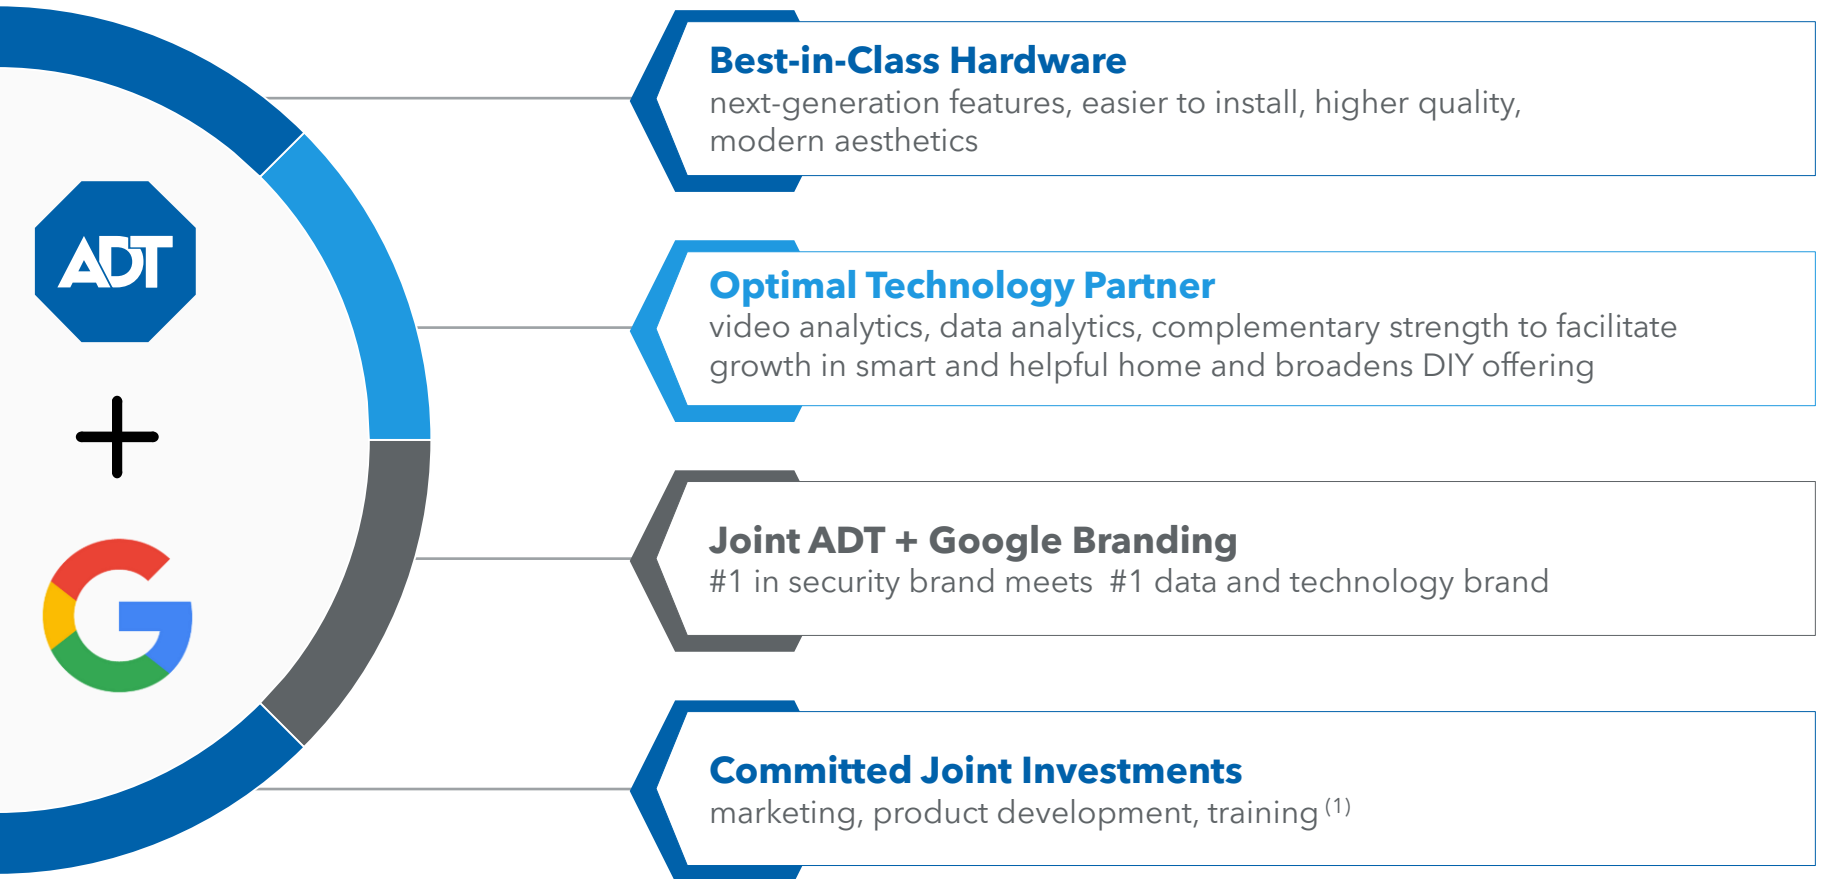 ADT
Best-in-Class Hardware
next-generation features, easier to install, higher quality,
modern aesthetics
Optimal Technology Partner
video analytics, data analytics, complementary strength to facilitate
growth in smart and helpful home and broadens DIY offering
Joint ADT + Google Branding
#1 in security brand meets  #1 data and technology brand
Committed Joint Investments
marketing, product development, training (1)
+
G